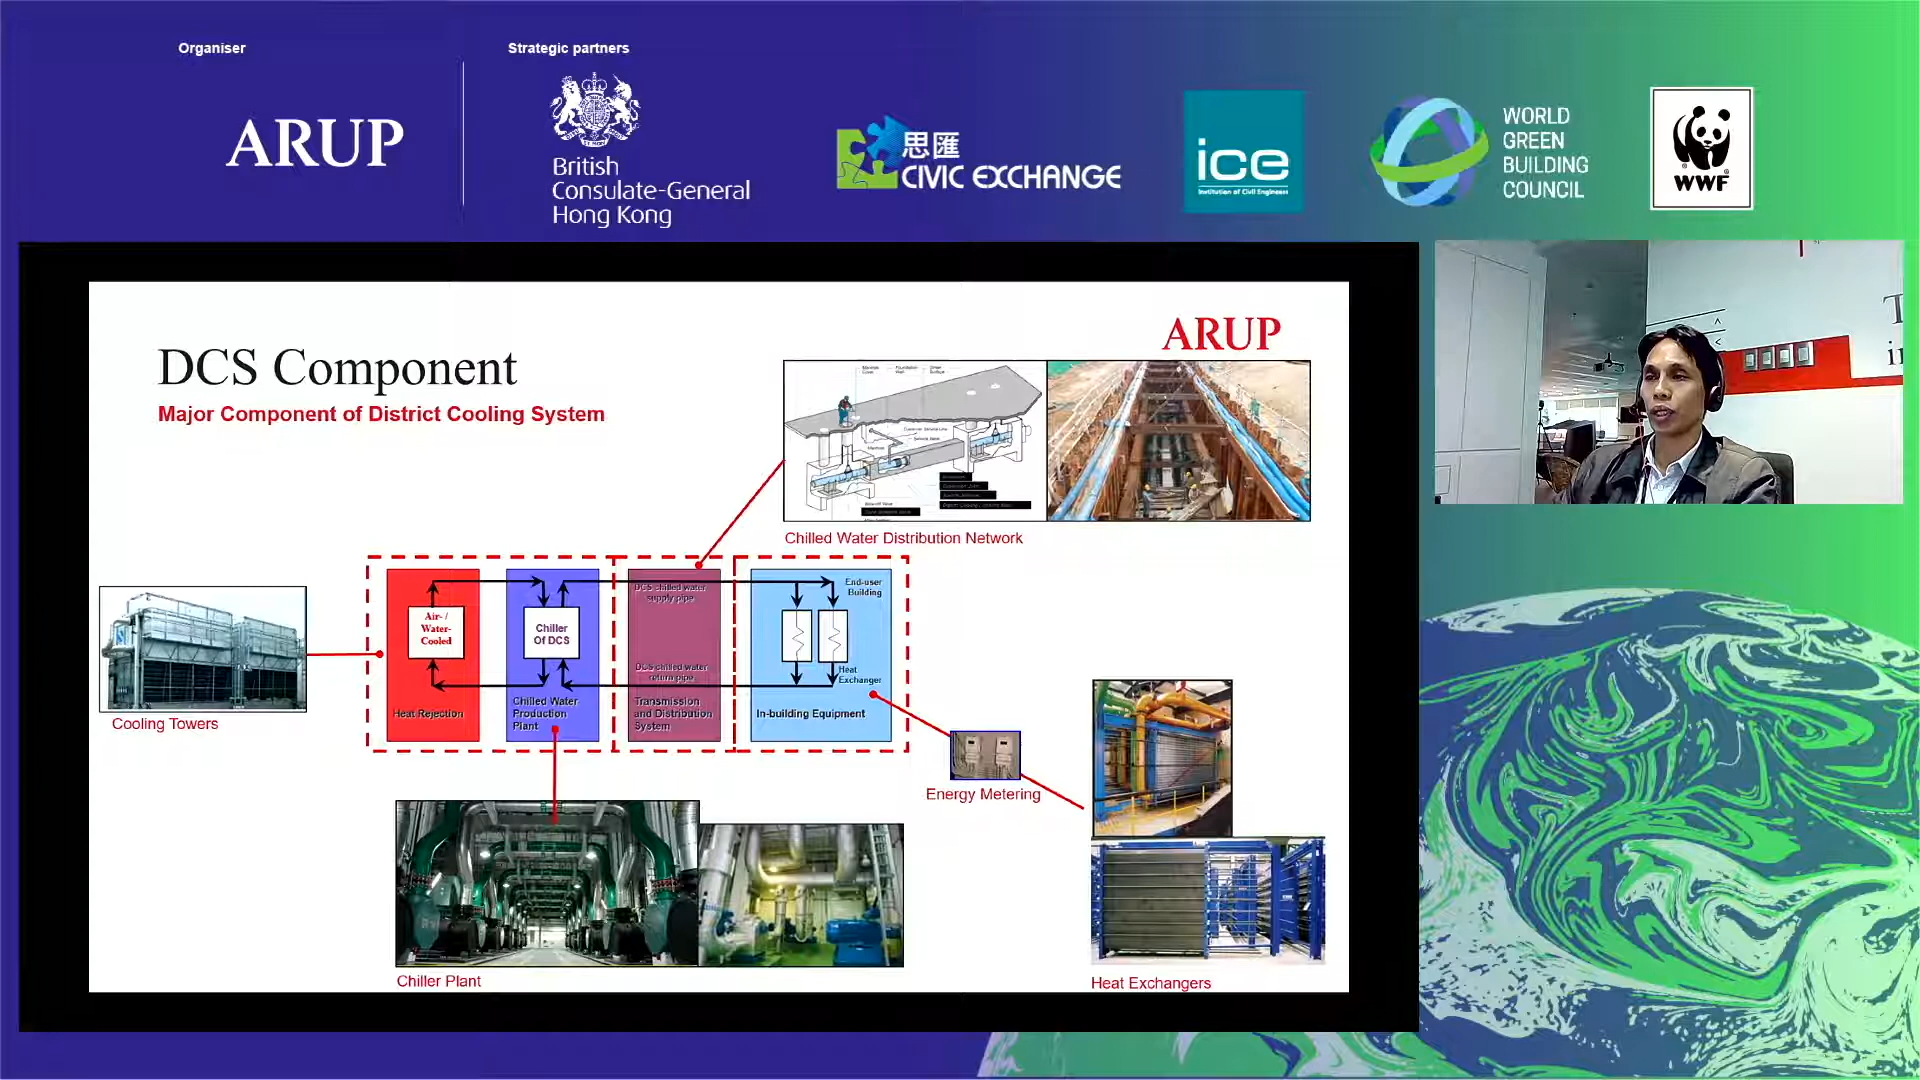 Organiser
Strategic partners
ARUP
British
Consulate-General
Hong Kong
思匯
CIVIC EXCHANGE
ice
Institution of Civil Engineers
WORLD
GREEN
BUILDING
COUNCIL
WWF
ARUP
DCS Component
Major Component of District Cooling System
Chilled Water Distribution Network
Air- /
Water-
Cooled
Heat Rejection
Chiller
Of DCS
Chilled Water
Production
Plant
DCS chilled water
supply pipe
DCS chilled water
return pipe
Transmission
and Distribution
System
End-user
Building
Heat
Exchanger
In-building Equipment
Cooling Towers
Energy Metering
Chiller Plant
Heat Exchangers